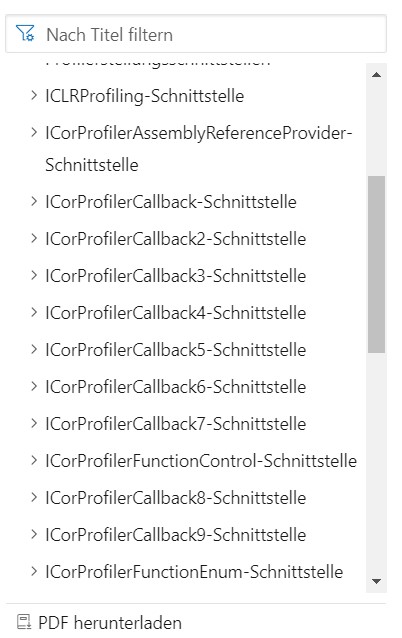 Nach Titel filtern
Profilerstellungsschnittstellen
ICLRProfiling-Schnittstelle
ICorProfilerAssemblyReferenceProvider-
Schnittstelle
ICorProfilerCallback-Schnittstelle
ICorProfilerCallback2-Schnittstelle
ICorProfilerCallback3-Schnittstelle
ICorProfilerCallback4-Schnittstelle
ICorProfilerCallback5-Schnittstelle
ICorProfilerCallback6-Schnittstelle
ICorProfilerCallback7-Schnittstelle
ICorProfilerFunctionControl-Schnittstelle
ICorProfilerCallback8-Schnittstelle
ICorProfilerCallback9-Schnittstelle
ICorProfilerFunctionEnum-Schnittstelle
PDF herunterladen